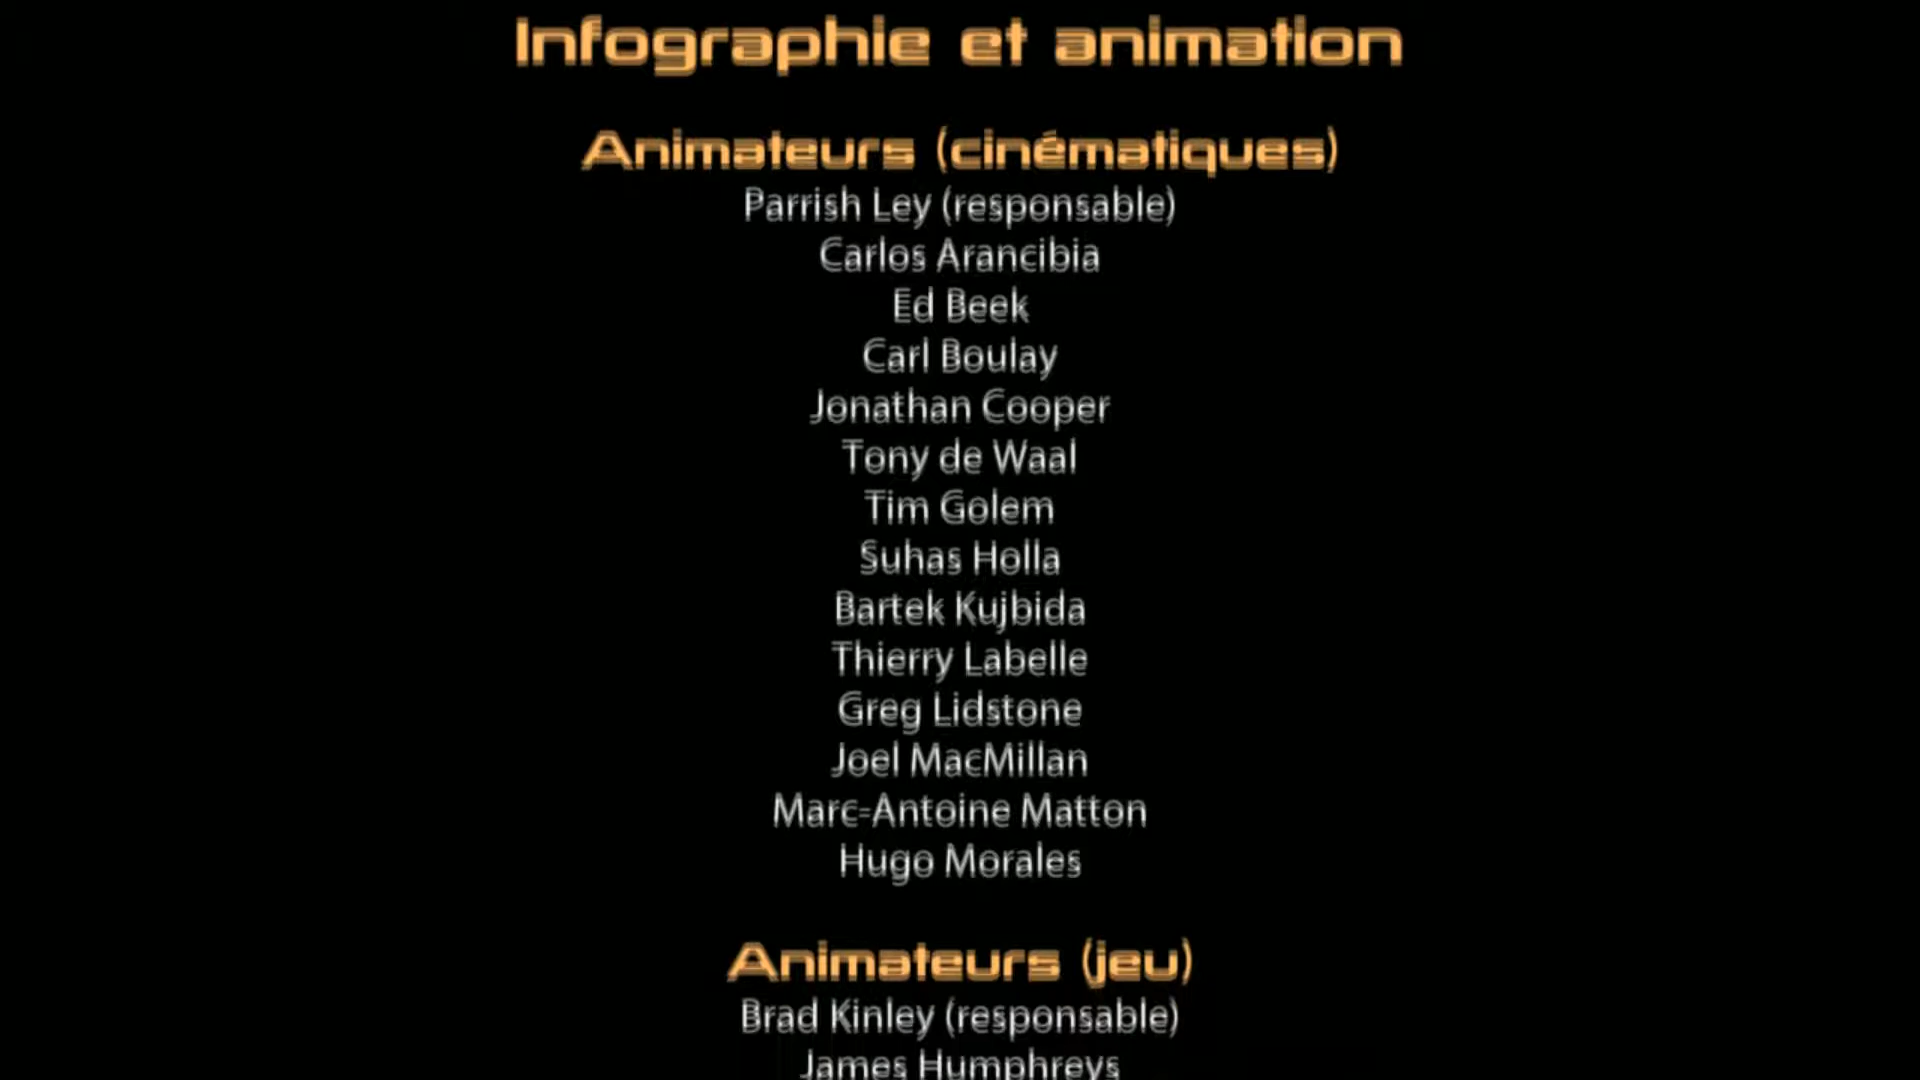 Infographie et animation
Animateurs (cinématiques)
Parrish Ley (responsable)
Carlos Arancibia
Ed Beek
Carl Boulay
Jonathan Cooper
Tony de Waal
Tim Golem
Suhas Holla
Bartek Kujbida
Thierry Labelle
Greg Lidstone
Joel MacMillan
Marc-Antoine Matton
Hugo Morales
Animateurs (jeu)
Brad Kinley (responsable)
James Humphreys